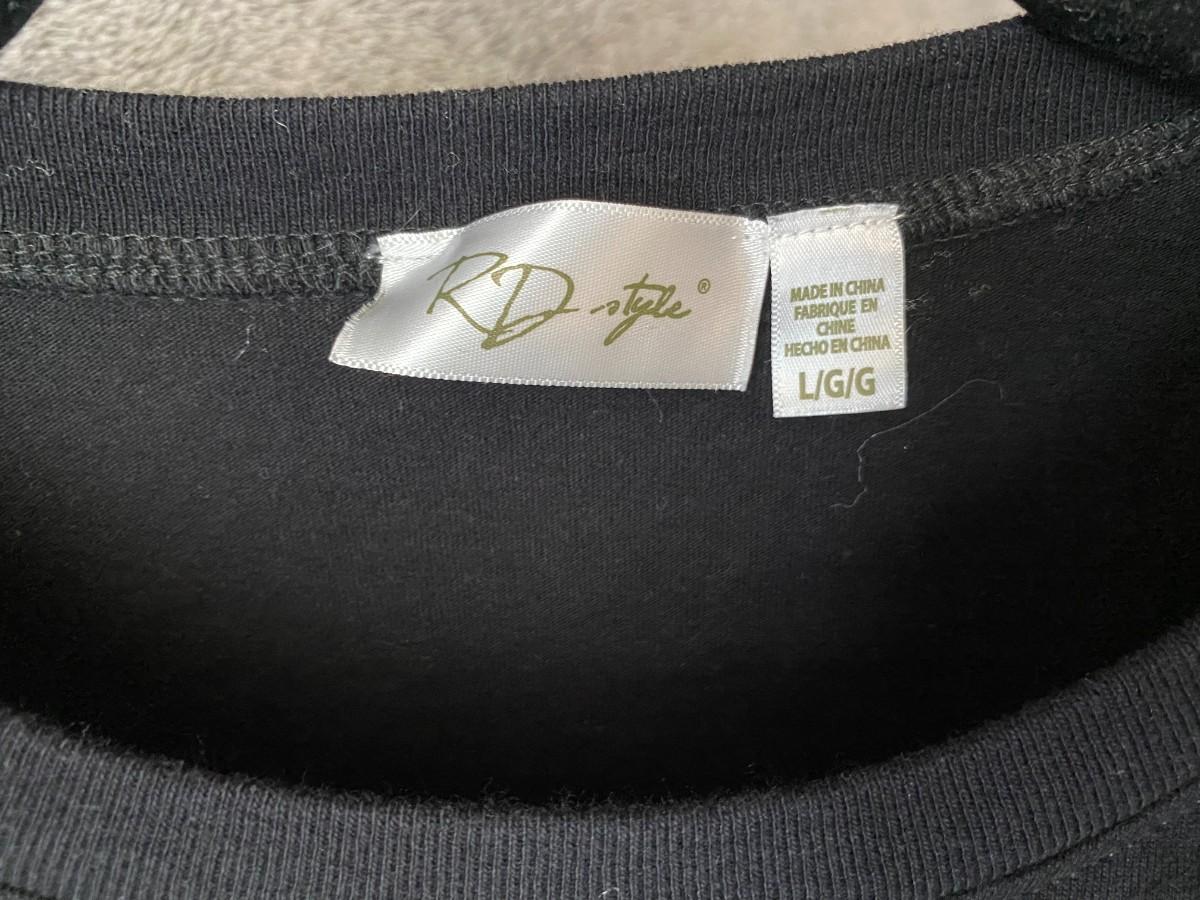 RD style®
MADE IN CHINA
FABRIQUE EN
CHINE
HECHO EN CHINA
L/G/G